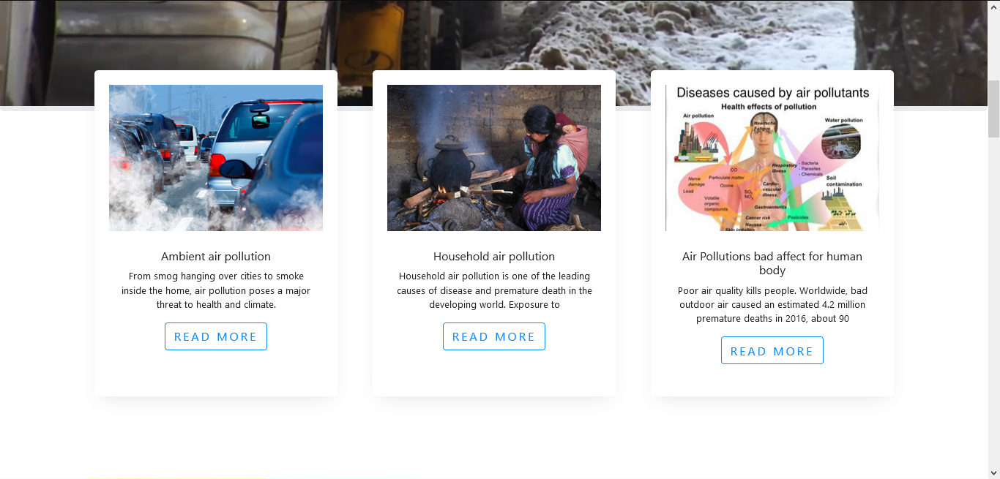 Ambient air pollution
From smog hanging over cities to smoke
inside the home, air pollution poses a major
threat to health and climate.
READ MORE
Household air pollution
Household air pollution is one of the leading
causes of disease and premature death in the
developing world. Exposure to
READ MORE
Diseases caused by air pollutants
Health effects of pollution
Air pollution
Water pollution
Headache
Fatigue
- Bacteria
- Parasites
- Chemicals
Respiratory
illness
CO
Particulate matter
Nerve
damage
Ozone
Lead
SO2
NOx
Cardio-
vascular
illness
Soil
contamination
Volatile
organic
compounds
Gastroenteritis
Cancer risk
Pesticides
Nausea
Skin irritation
Air Pollutions bad affect for human
body
Poor air quality kills people. Worldwide, bad
outdoor air caused an estimated 4.2 million
premature deaths in 2016, about 90
READ MORE